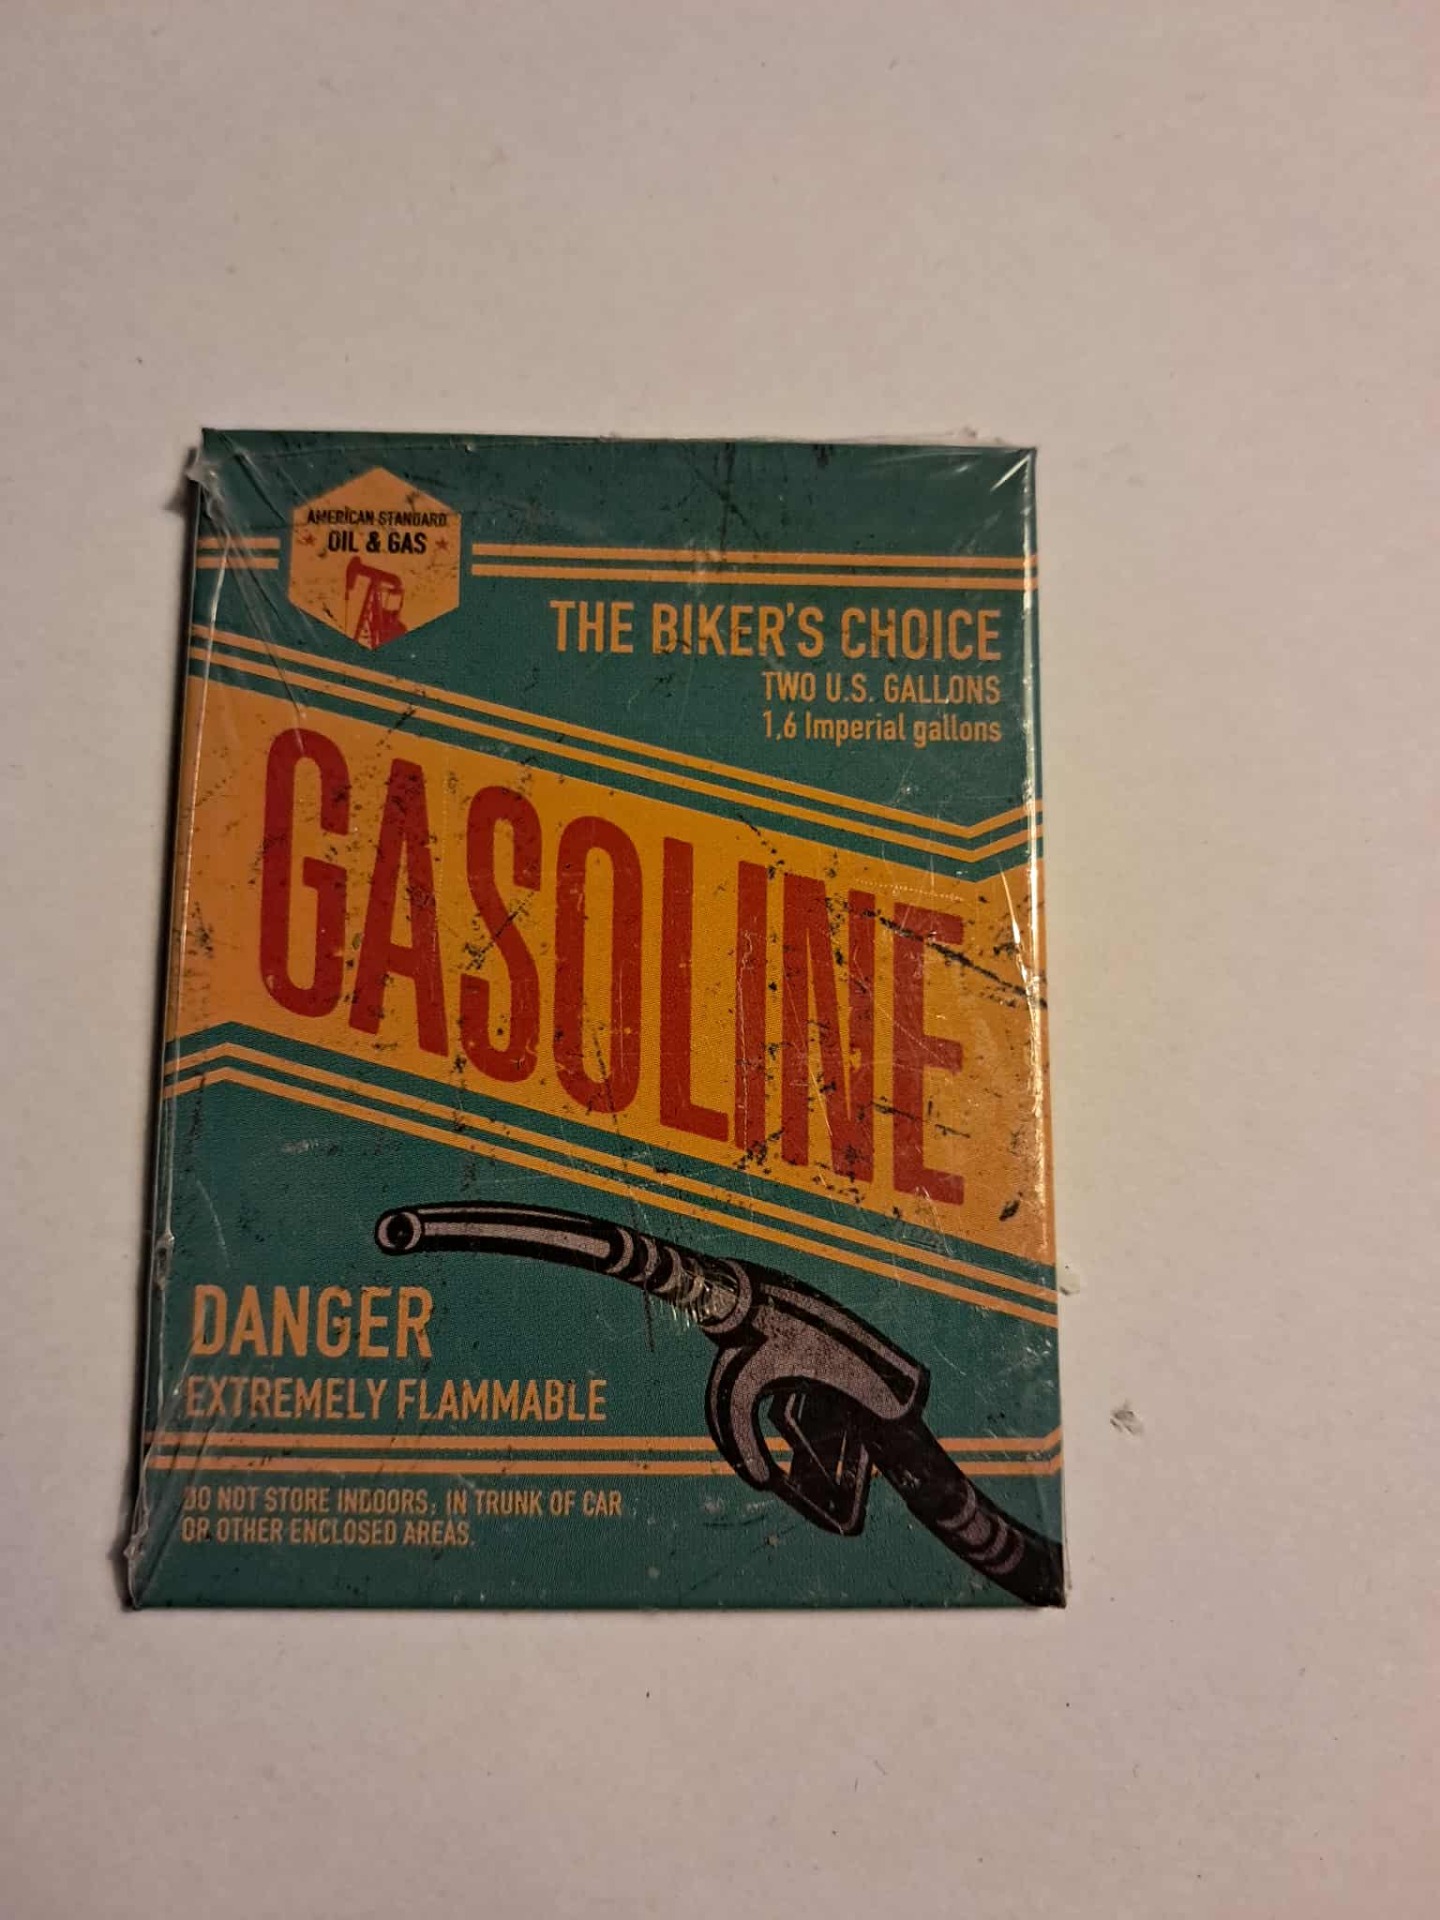 AMERICAN STANDARD
OIL & GAS
THE BIKER'S CHOICE
TWO U.S. GALLONS
1,6 Imperial gallons
GASOLINE
DANGER
EXTREMELY FLAMMABLE
DO NOT STORE INDOORS, IN TRUNK OF CAR
OR OTHER ENCLOSED AREAS.